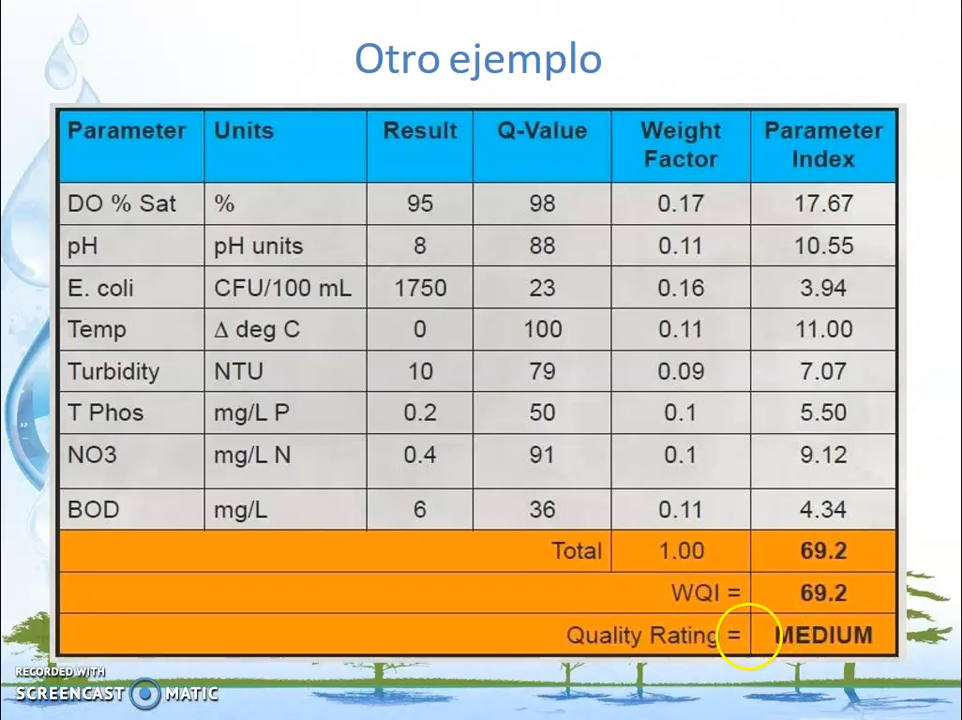 Otro ejemplo
Parameter Units Result Q-Value Weight Factor Parameter Index
DO % Sat % 95 98 0.17 17.67
pH pH units 8 88 0.11 10.55
E. coli CFU/100 mL 1750 23 0.16 3.94
Temp Δ deg C 0 100 0.11 11.00
Turbidity NTU 10 79 0.09 7.07
T Phos mg/L P 0.2 50 0.1 5.50
NO3 mg/L N 0.4 91 0.1 9.12
BOD mg/L 6 36 0.11 4.34
Total 1.00 69.2
WQI = 69.2
Quality Rating = MEDIUM
RECORDED WITH
SCREENCAST MATIC